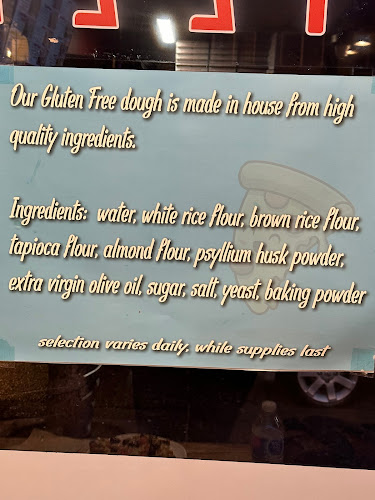 Our Gluten Free dough is made in house from high
quality ingredients.
Ingredients: water, white rice flour, brown rice flour,
tapioca flour, almond flour, psyllium husk powder,
extra virgin olive oil, sugar, salt, yeast, baking powder
selection varies daily, while supplies last